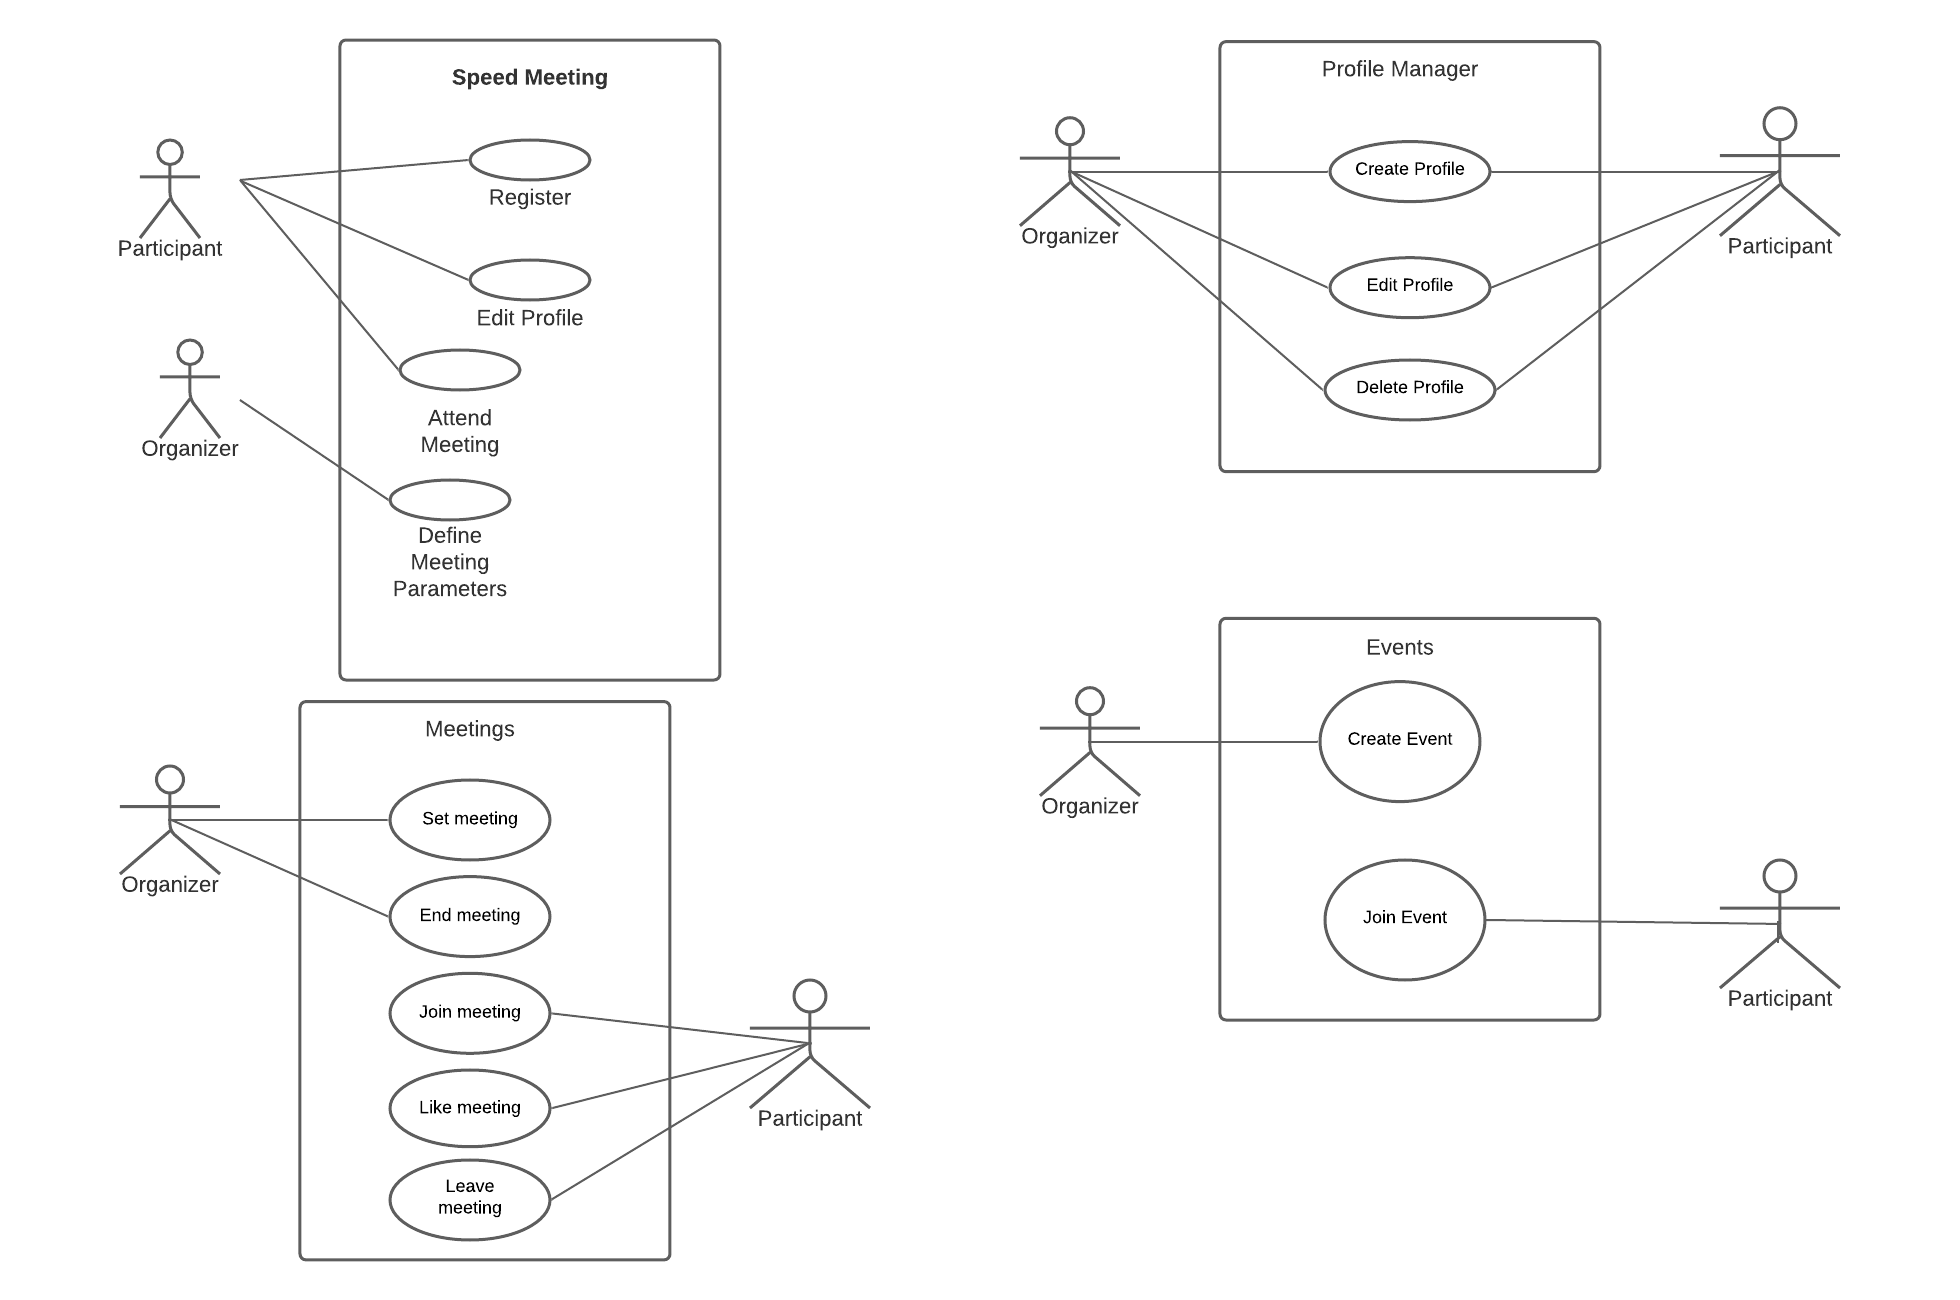 Speed Meeting
Participant
Register
Edit Profile
Organizer
Attend
Meeting
Define
Meeting
Parameters
Profile Manager
Organizer
Participant
Create Profile
Edit Profile
Delete Profile
Meetings
Organizer
Set meeting
End meeting
Join meeting
Like meeting
Leave
meeting
Participant
Events
Organizer
Create Event
Join Event
Participant